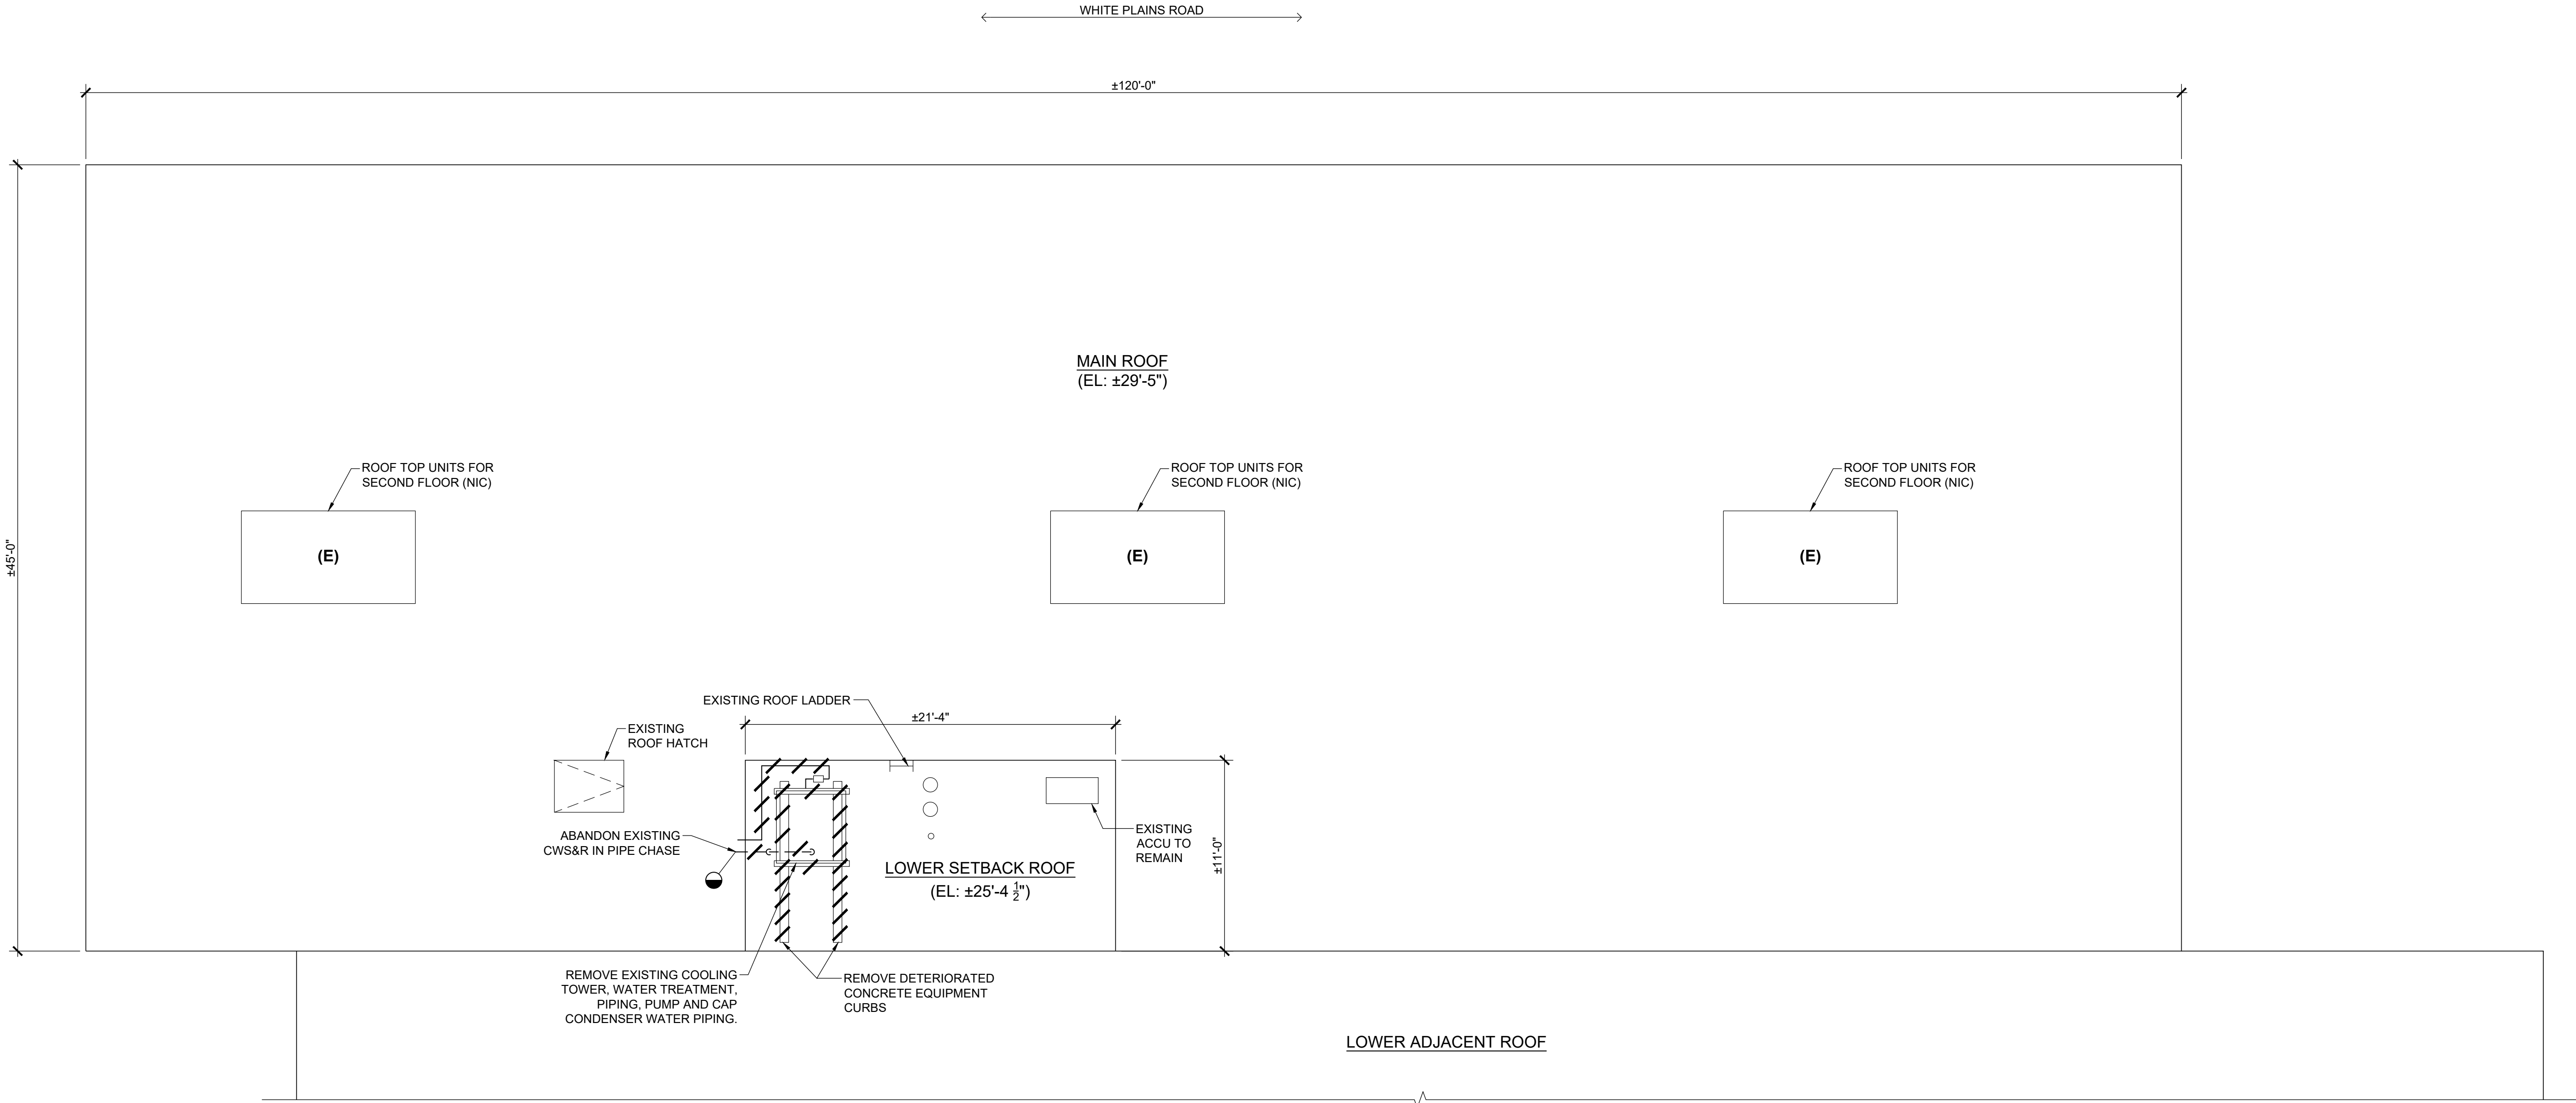 WHITE PLAINS ROAD
±120'-0"
±45'-0"
MAIN ROOF
(EL: ±29'-5")
ROOF TOP UNITS FOR
SECOND FLOOR (NIC)
(E)
ROOF TOP UNITS FOR
SECOND FLOOR (NIC)
(E)
ROOF TOP UNITS FOR
SECOND FLOOR (NIC)
(E)
EXISTING ROOF LADDER
±21'-4"
EXISTING
ROOF HATCH
ABANDON EXISTING
CWS&R IN PIPE CHASE
EXISTING
ACCU TO
REMAIN
±11'-0"
LOWER SETBACK ROOF
(EL: ±25'-4 1/2")
REMOVE EXISTING COOLING
TOWER, WATER TREATMENT,
PIPING, PUMP AND CAP
CONDENSER WATER PIPING.
REMOVE DETERIORATED
CONCRETE EQUIPMENT
CURBS
LOWER ADJACENT ROOF